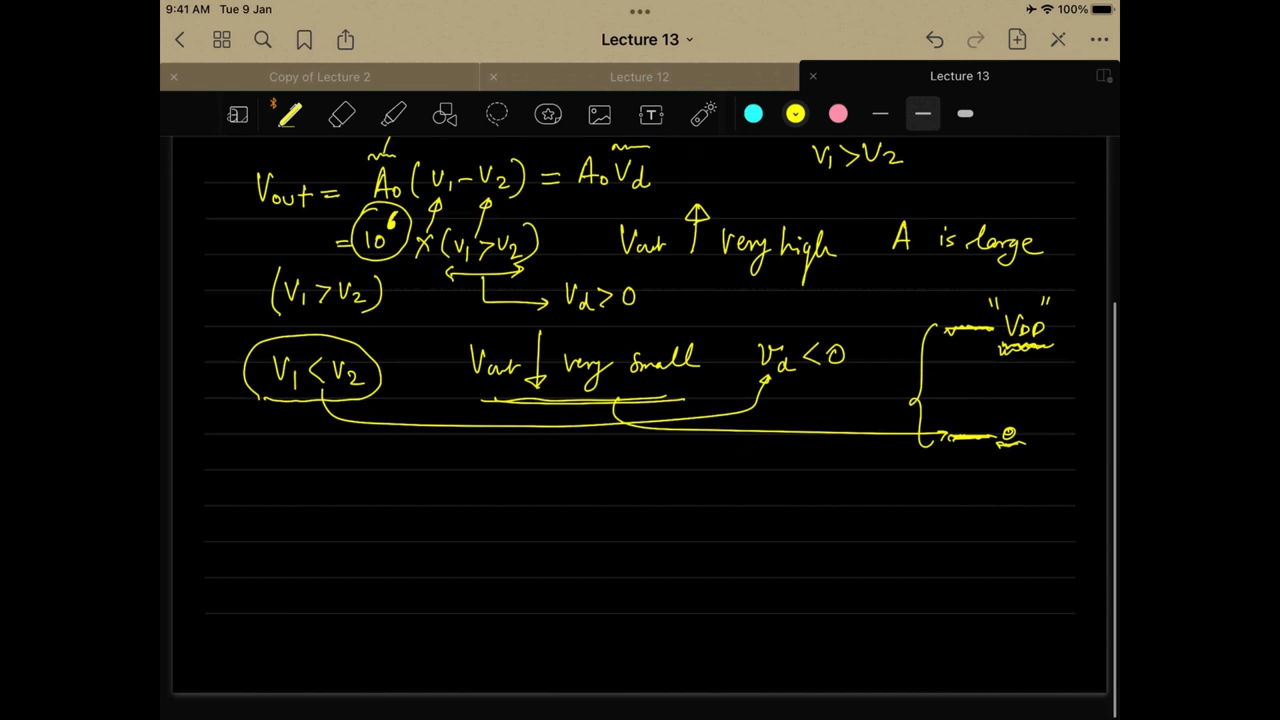 9:41 AM Tue 9 Jan 100%
Lecture 13
Copy of Lecture 2 Lecture 12 Lecture 13
T
V₁ > V₂
Vout = A₀ (V₁ - V₂) = A₀ Vd
= 10⁶ × (V₁ > V₂) Vout ↑ very high A is large
(V₁ > V₂) → Vd > 0
"VDD"
V₁ < V₂ Vout ↓ very small Vd < 0
0